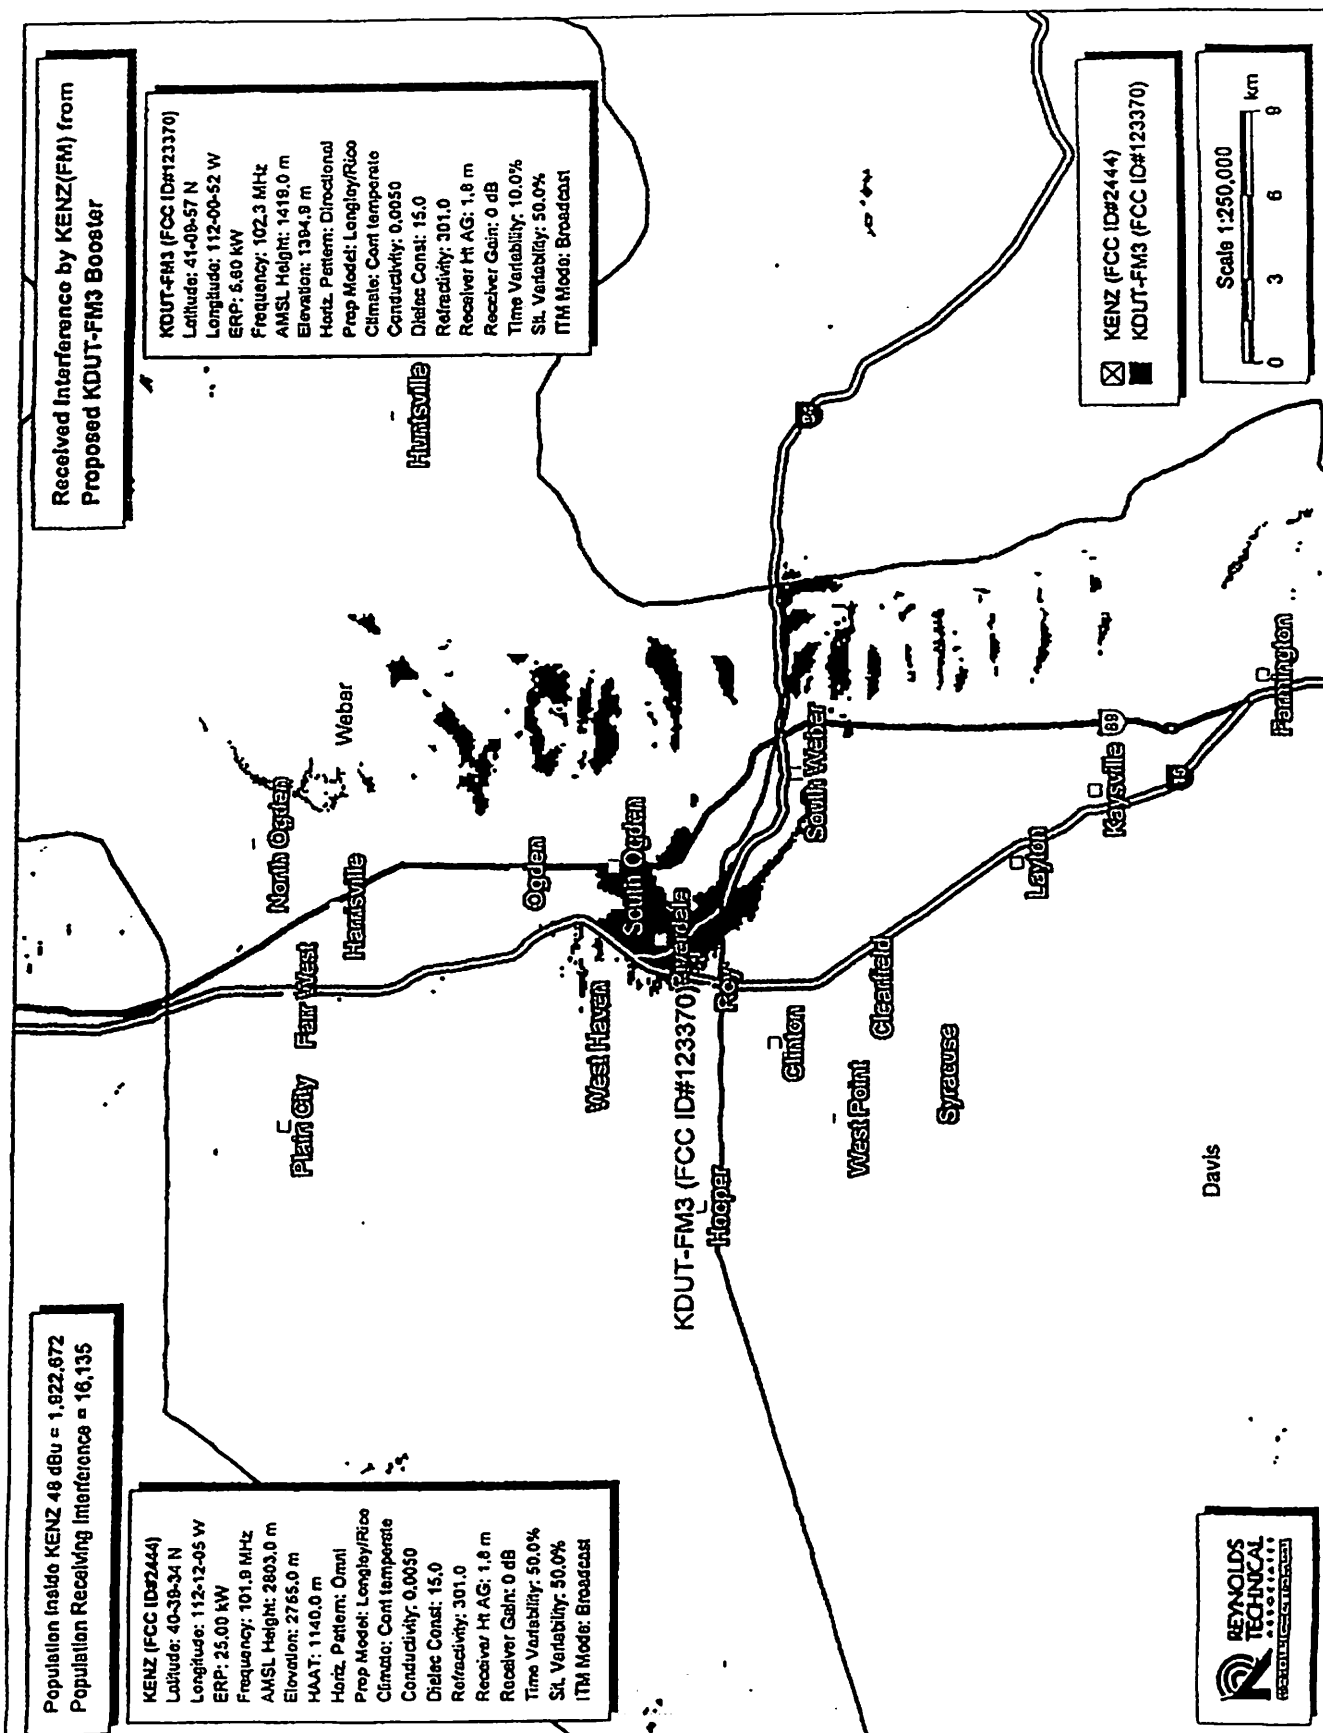 Population Inside KENZ 48 dBu = 1,922,672
Population Receiving Interference = 16,135
KENZ (FCC ID#2444)
Latitude: 40-39-34 N
Longitude: 112-12-05 W
ERP: 25.00 kW
Frequency: 101.9 MHz
AMSL Height: 2803.0 m
Elevation: 2765.0 m
HAAT: 1140.0 m
Horiz. Pattern: Omni
Prop Model: Longley/Rice
Climate: Cont temperate
Conductivity: 0.0050
Dielec Const: 15.0
Refractivity: 301.0
Receiver Ht AG: 1.8 m
Receiver Gain: 0 dB
Time Variability: 50.0%
Sit. Variability: 50.0%
ITM Mode: Broadcast
Received Interference by KENZ(FM) from
Proposed KDUT-FM3 Booster
KDUT-FM3 (FCC ID#123370)
Latitude: 41-09-57 N
Longitude: 112-00-52 W
ERP: 5.60 kW
Frequency: 102.3 MHz
AMSL Height: 1419.0 m
Elevation: 1394.9 m
Horiz. Pattern: Directional
Prop Model: Longley/Rice
Climate: Cont temperate
Conductivity: 0.0050
Dielec Const: 15.0
Refractivity: 301.0
Receiver Ht AG: 1.8 m
Receiver Gain: 0 dB
Time Variability: 10.0%
Sit. Variability: 50.0%
ITM Mode: Broadcast
Plain City
Farr West
North Ogden
Harrisville
Weber
Huntsville
Ogden
West Haven
South Ogden
KDUT-FM3 (FCC ID#123370)
Riverdale
Hooper
Roy
Clinton
South Weber
West Point
Clearfield
Syracuse
Layton
Kaysville
89
15
Davis
Farmington
KENZ (FCC ID#2444)
KDUT-FM3 (FCC ID#123370)
Scale 1:250,000
0 3 6 9
km
REYNOLDS
TECHNICAL
ASSOCIATES